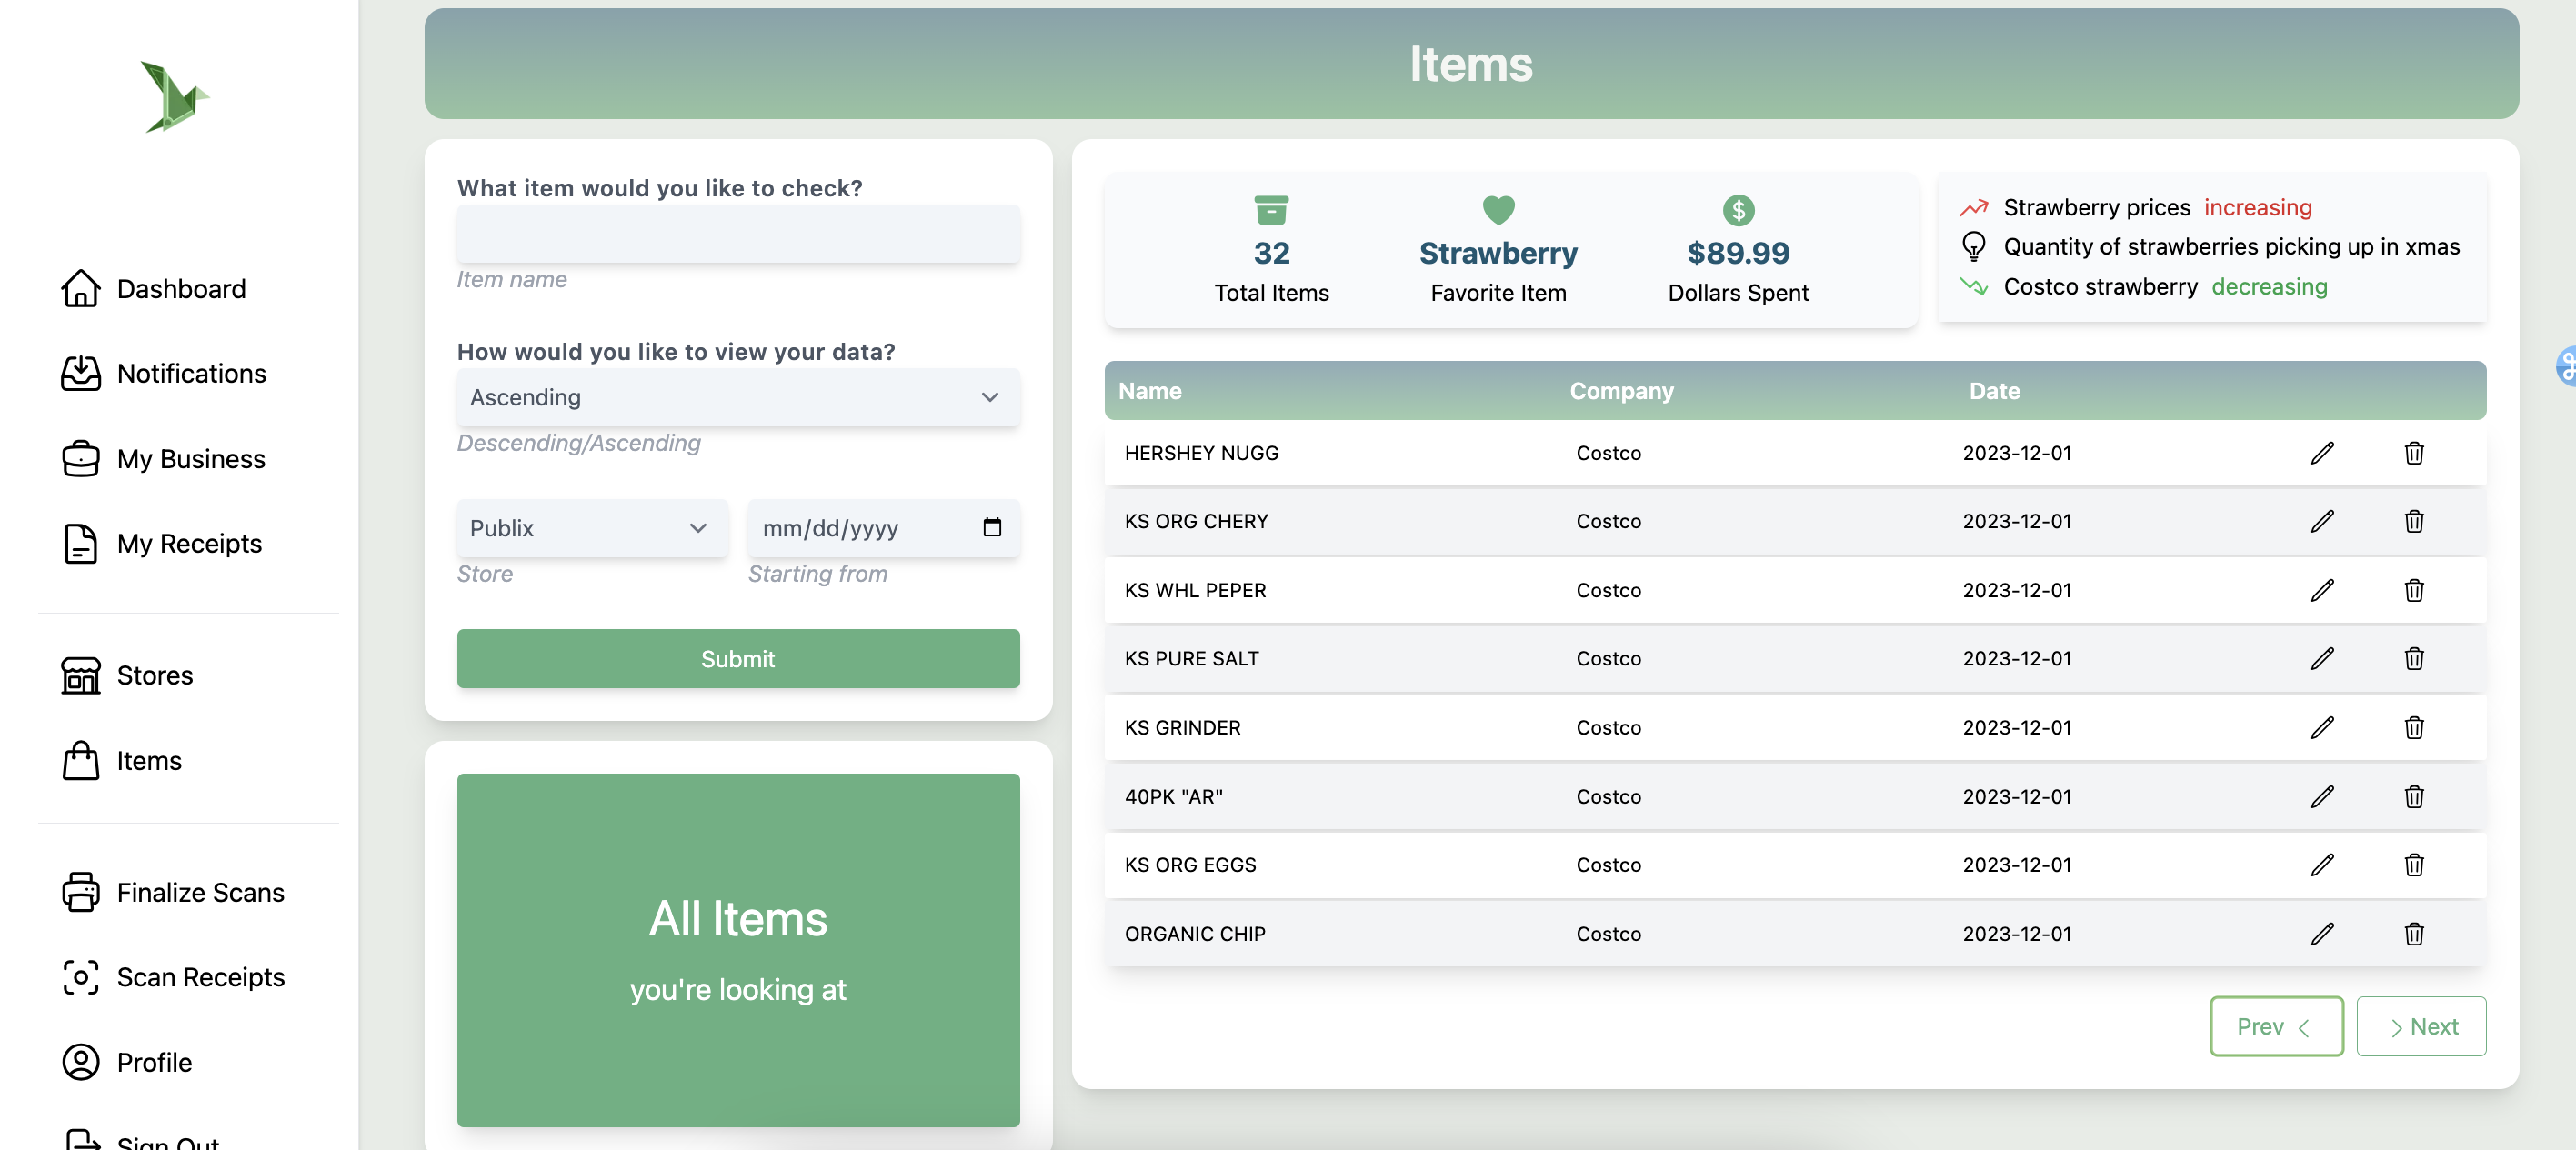 Items
Dashboard
Notifications
My Business
My Receipts
Stores
Items
Finalize Scans
Scan Receipts
Profile
Sign Out
What item would you like to check?
Item name
How would you like to view your data?
Ascending
Descending/Ascending
Publix
mm/dd/yyyy
Store
Starting from
Submit
All Items
you're looking at
32
Total Items
Strawberry
Favorite Item
$89.99
Dollars Spent
Strawberry prices increasing
Quantity of strawberries picking up in xmas
Costco strawberry decreasing
Name Company Date
HERSHEY NUGG Costco 2023-12-01
KS ORG CHERY Costco 2023-12-01
KS WHL PEPER Costco 2023-12-01
KS PURE SALT Costco 2023-12-01
KS GRINDER Costco 2023-12-01
40PK "AR" Costco 2023-12-01
KS ORG EGGS Costco 2023-12-01
ORGANIC CHIP Costco 2023-12-01
Prev Next